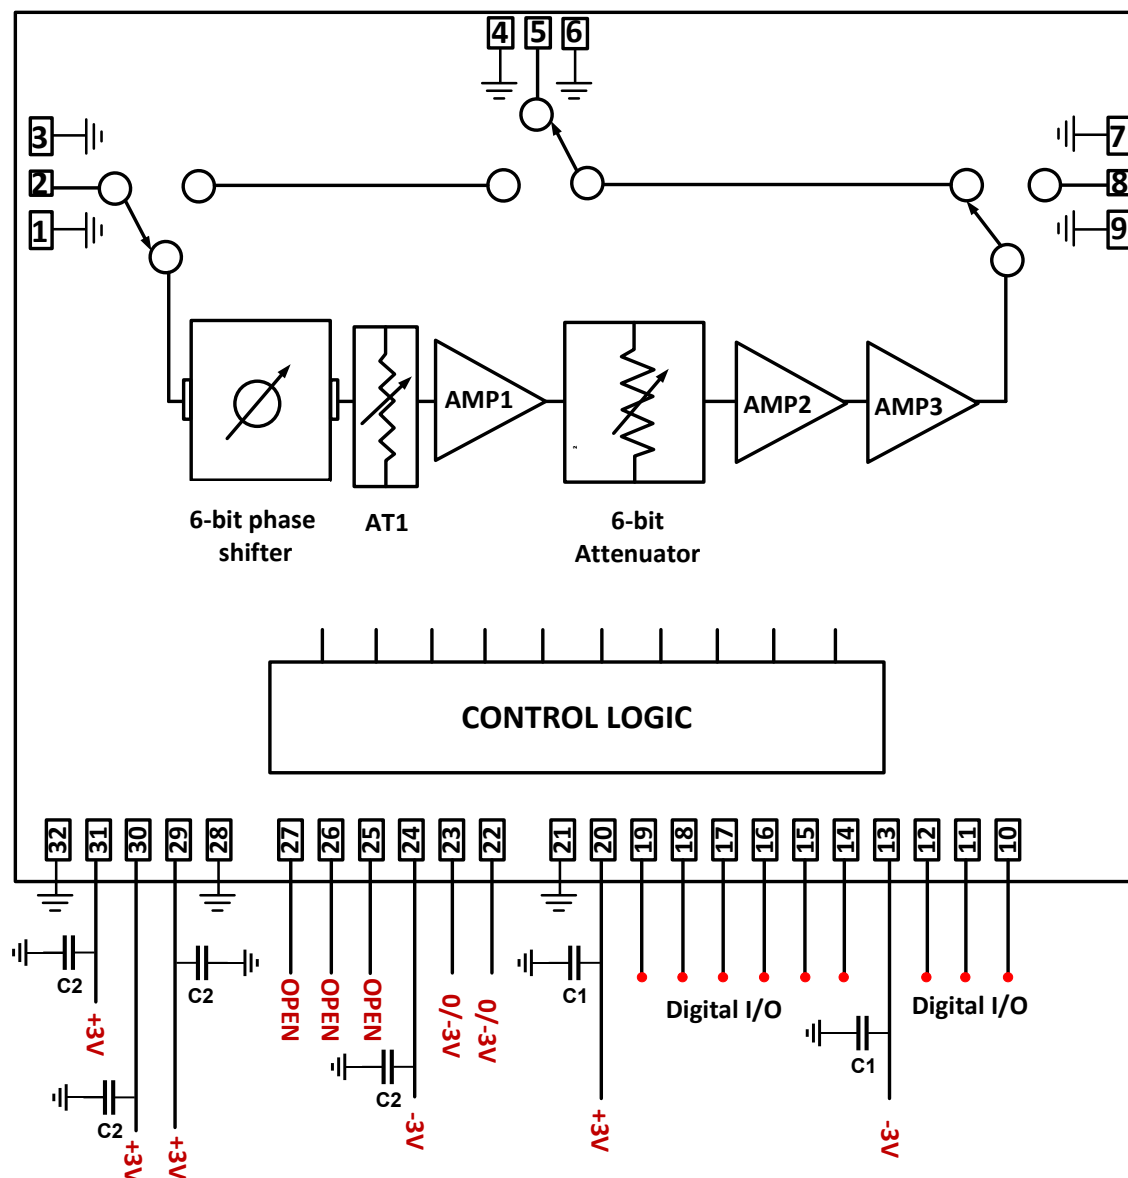 4 5 6
3
7
2
8
1
9
AMP1
AMP2
AMP3
6-bit phase
shifter
AT1
6-bit
Attenuator
CONTROL LOGIC
32 31 30 29 28 27 26 25 24 23 22 21 20 19 18 17 16 15 14 13 12 11 10
C2
C2
C1
OPEN
OPEN
OPEN
0/-3V
0/-3V
Digital I/O
Digital I/O
+3V
C2
C2
C1
-3V
+3V
-3V
+3V
+3V